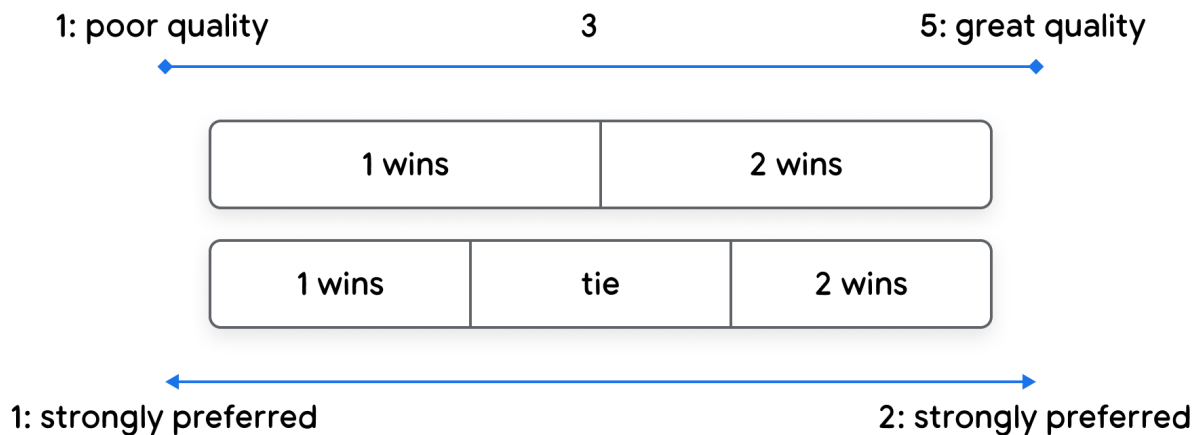 1: poor quality 3 5: great quality
1 wins 2 wins
1 wins tie 2 wins
1: strongly preferred 2: strongly preferred